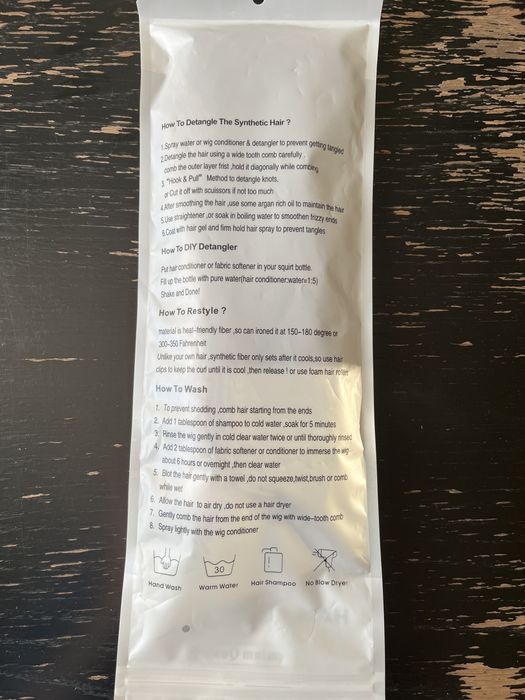 How To Detangle The Synthetic Hair ?
1.Spray water or wig conditioner & detangler to prevent getting tangled
2.Detangle the hair using a wide tooth comb carefully .
comb the outer layer frist ,hold it diagonally while combing
3. "Hook & Pull" Method to detangle knots.
or Cut it off with scuissors if not too much
4.After smoothing the hair ,use some argan rich oil to maintain the hair
5.Use straightener ,or soak in boiling water to smoothen frizzy ends
6.Coat with hair gel and firm hold hair spray to prevent tangles
How To DIY Detangler
Put hair conditioner or fabric softener in your squirt bottle.
Fill up the bottle with pure water(hair conditioner:water=1:5)
Shake and Done!
How To Restyle ?
material is heat-friendly fiber ,so can ironed it at 150-180 degree or
300-350 Fahrenheit
Unlike your own hair ,synthetic fiber only sets after it cools,so use hair
clips to keep the curl until it is cool ,then release ! or use foam hair rollers
How To Wash
1. To prevent shedding ,comb hair starting from the ends
2. Add 1 tablespoon of shampoo to cold water ,soak for 5 minutes
3. Rinse the wig gently in cold clear water twice or until thoroughly rinsed
4. Add 2 tablespoon of fabric softener or conditioner to immerse the wig
about 6 hours or overnight ,then clear water
5. Blot the hair gently with a towel ,do not squeeze,twist,brush or comb
while wet
6. Allow the hair to air dry ,do not use a hair dryer
7. Gently comb the hair from the end of the wig with wide-tooth comb
8. Spray lightly with the wig conditioner
30
Hand Wash Warm Water Hair Shampoo No Blow Dryer